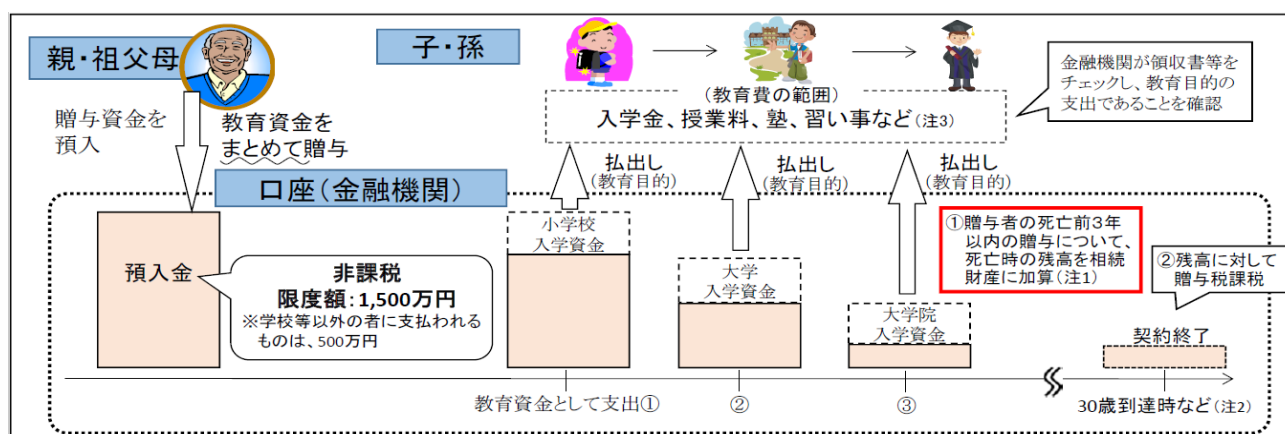 親・祖父母
子・孫
金融機関が領収書等を
チェックし、教育目的の
支出であることを確認
贈与資金を
預入
教育資金を
まとめて贈与
(教育費の範囲)
入学金、授業料、塾、習い事など(注3)
払出し
(教育目的)
払出し
(教育目的)
払出し
(教育目的)
口座(金融機関)
預入金
非課税
限度額:1,500万円
※学校等以外の者に支払われる
ものは、500万円
小学校
入学資金
大学
入学資金
大学院
入学資金
①贈与者の死亡前3年
以内の贈与について、
死亡時の残高を相続
財産に加算(注1)
②残高に対して
贈与税課税
契約終了
教育資金として支出①
②
③
30歳到達時など(注2)